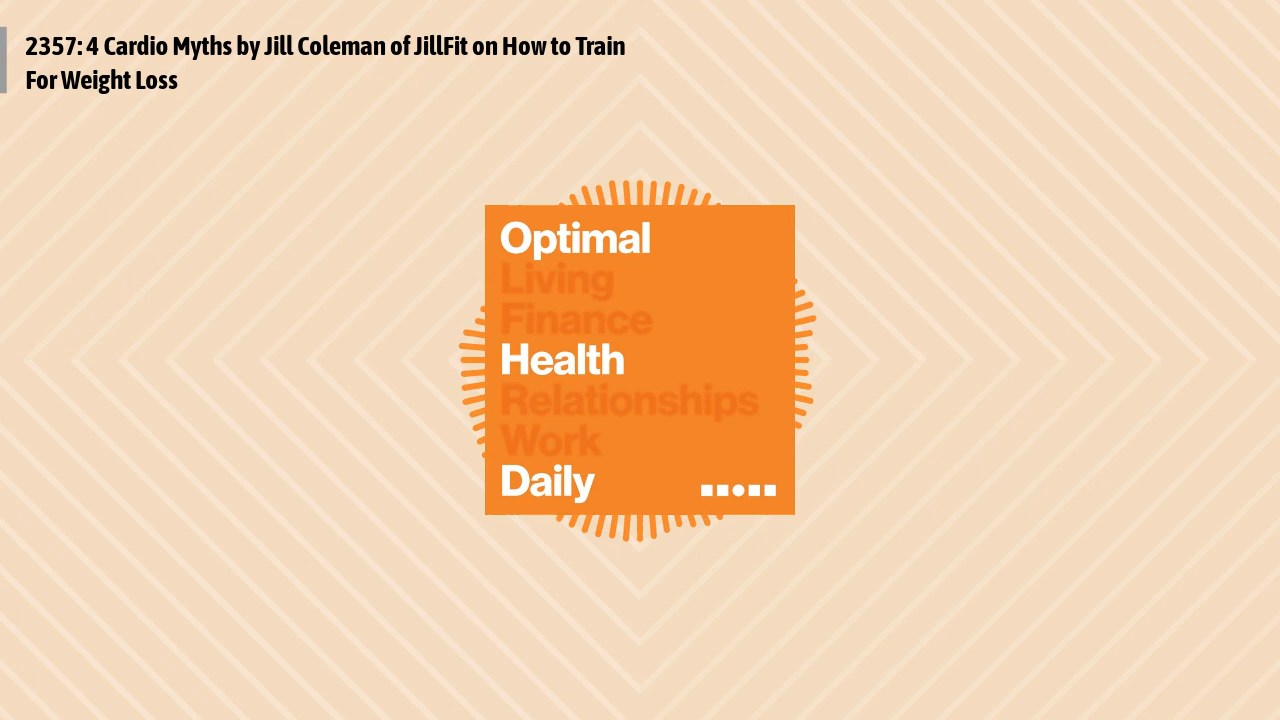 2357: 4 Cardio Myths by Jill Coleman of JillFit on How to Train
For Weight Loss
Optimal
Living
Finance
Health
Relationships
Work
Daily